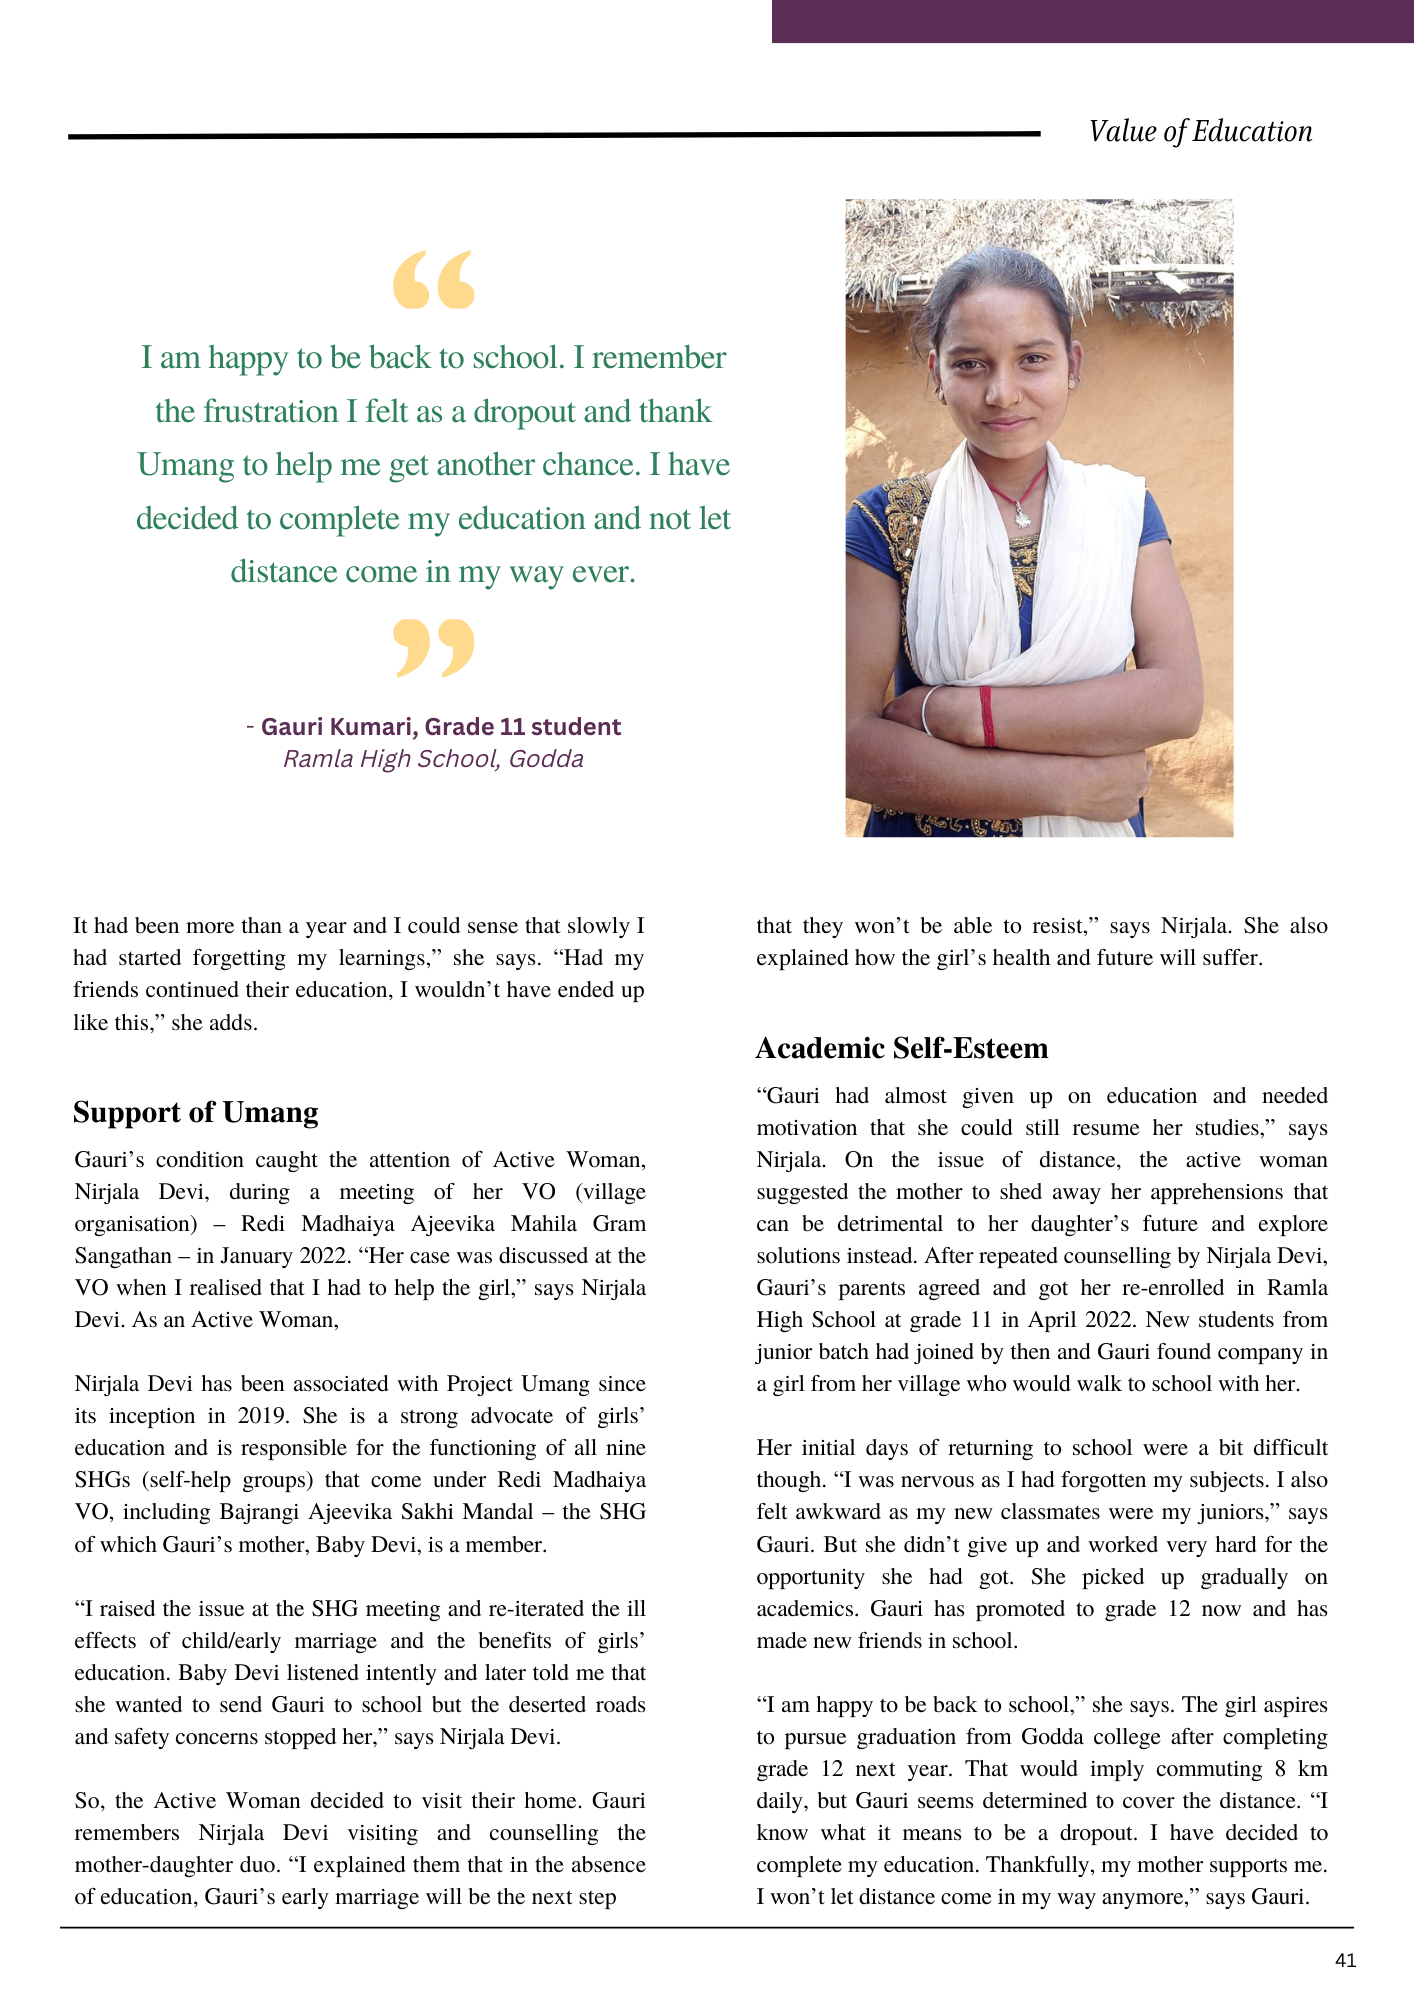 Value of Education
“
I am happy to be back to school. I remember
the frustration I felt as a dropout and thank
Umang to help me get another chance. I have
decided to complete my education and not let
distance come in my way ever.
”
- Gauri Kumari, Grade 11 student
Ramla High School, Godda
It had been more than a year and I could sense that slowly I
had started forgetting my learnings,” she says. “Had my
friends continued their education, I wouldn’t have ended up
like this,” she adds.
Support of Umang
Gauri’s condition caught the attention of Active Woman,
Nirjala Devi, during a meeting of her VO (village
organisation) – Redi Madhaiya Ajeevika Mahila Gram
Sangathan – in January 2022. “Her case was discussed at the
VO when I realised that I had to help the girl,” says Nirjala
Devi. As an Active Woman,
Nirjala Devi has been associated with Project Umang since
its inception in 2019. She is a strong advocate of girls’
education and is responsible for the functioning of all nine
SHGs (self-help groups) that come under Redi Madhaiya
VO, including Bajrangi Ajeevika Sakhi Mandal – the SHG
of which Gauri’s mother, Baby Devi, is a member.
“I raised the issue at the SHG meeting and re-iterated the ill
effects of child/early marriage and the benefits of girls’
education. Baby Devi listened intently and later told me that
she wanted to send Gauri to school but the deserted roads
and safety concerns stopped her,” says Nirjala Devi.
So, the Active Woman decided to visit their home. Gauri
remembers Nirjala Devi visiting and counselling the
mother-daughter duo. “I explained them that in the absence
of education, Gauri’s early marriage will be the next step
that they won’t be able to resist,” says Nirjala. She also
explained how the girl’s health and future will suffer.
Academic Self-Esteem
“Gauri had almost given up on education and needed
motivation that she could still resume her studies,” says
Nirjala. On the issue of distance, the active woman
suggested the mother to shed away her apprehensions that
can be detrimental to her daughter’s future and explore
solutions instead. After repeated counselling by Nirjala Devi,
Gauri’s parents agreed and got her re-enrolled in Ramla
High School at grade 11 in April 2022. New students from
junior batch had joined by then and Gauri found company in
a girl from her village who would walk to school with her.
Her initial days of returning to school were a bit difficult
though. “I was nervous as I had forgotten my subjects. I also
felt awkward as my new classmates were my juniors,” says
Gauri. But she didn’t give up and worked very hard for the
opportunity she had got. She picked up gradually on
academics. Gauri has promoted to grade 12 now and has
made new friends in school.
“I am happy to be back to school,” she says. The girl aspires
to pursue graduation from Godda college after completing
grade 12 next year. That would imply commuting 8 km
daily, but Gauri seems determined to cover the distance. “I
know what it means to be a dropout. I have decided to
complete my education. Thankfully, my mother supports me.
I won’t let distance come in my way anymore,” says Gauri.
41